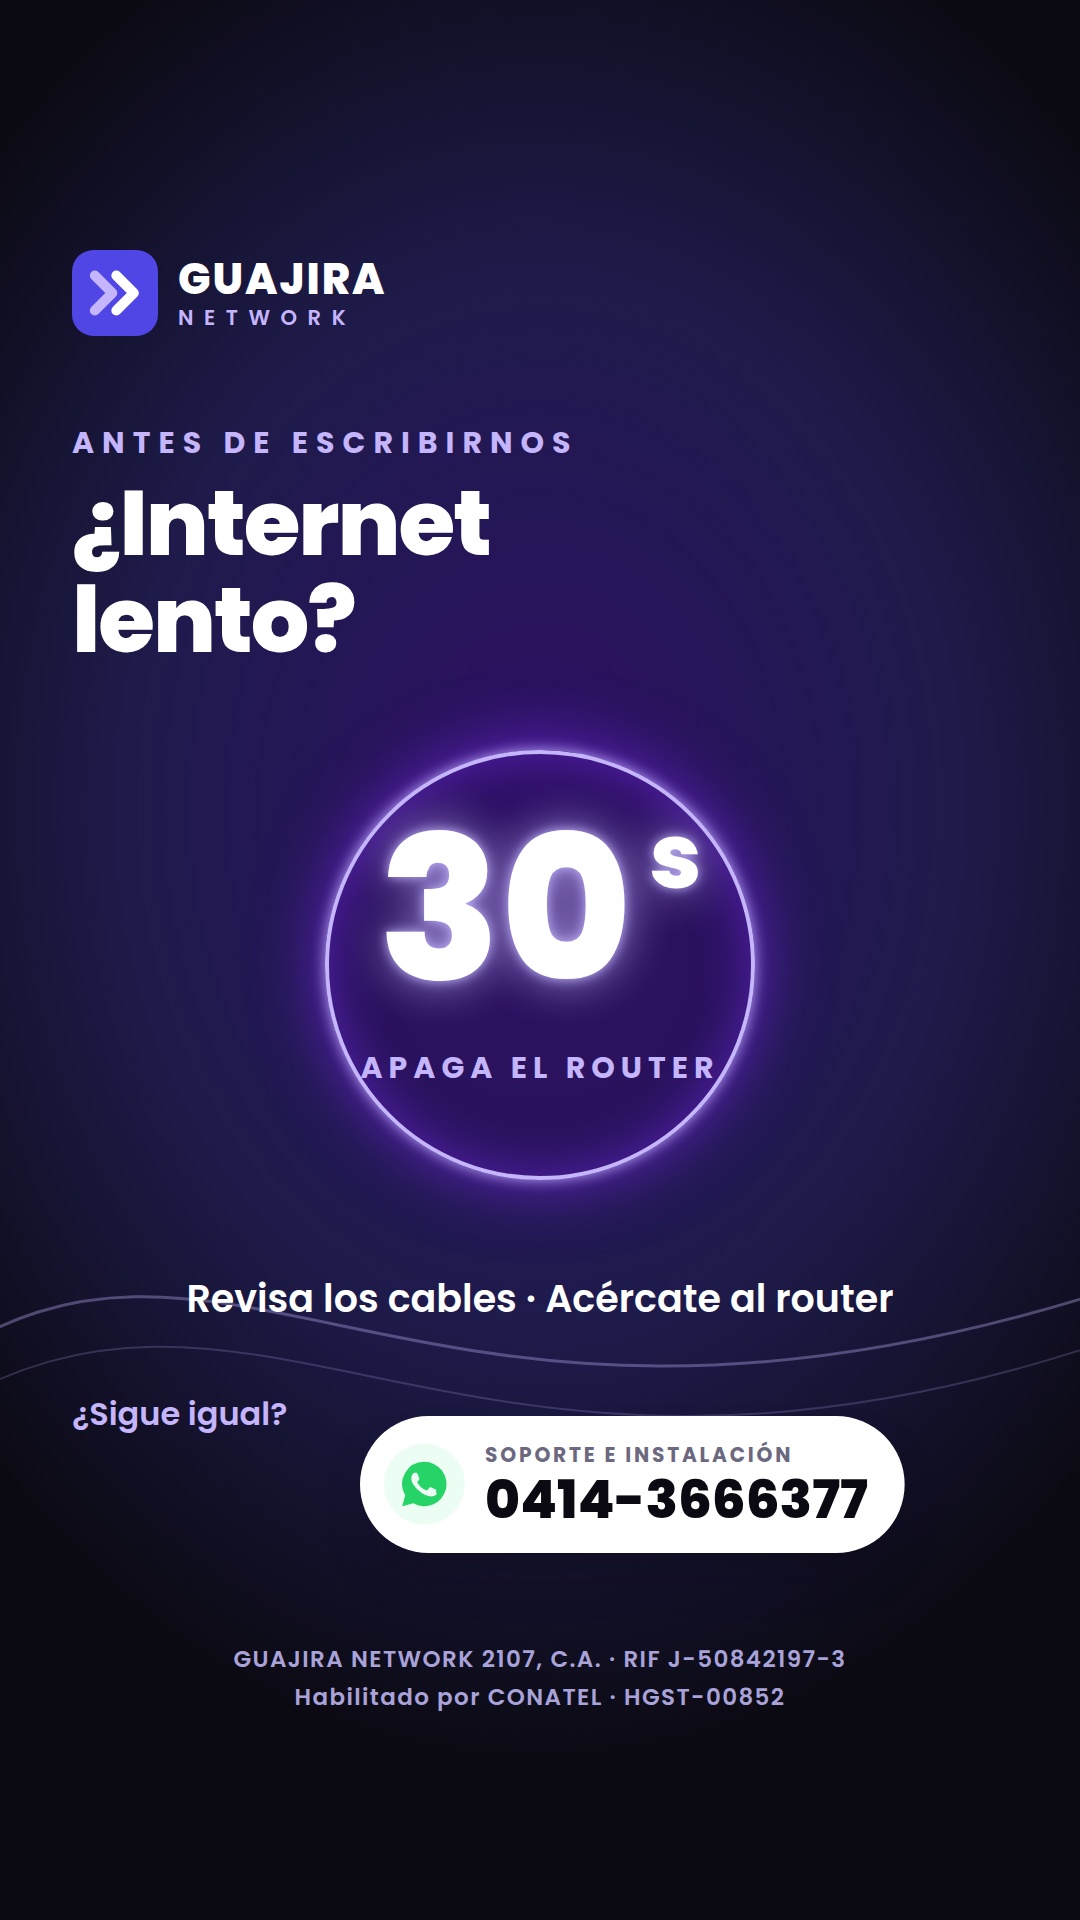 GUAJIRA
NETWORK
ANTES DE ESCRIBIRNOS
¿Internet
lento?
30 s
APAGA EL ROUTER
Revisa los cables · Acércate al router
¿Sigue igual?
SOPORTE E INSTALACIÓN
0414-3666377
GUAJIRA NETWORK 2107, C.A. · RIF J-50842197-3
Habilitado por CONATEL · HGST-00852